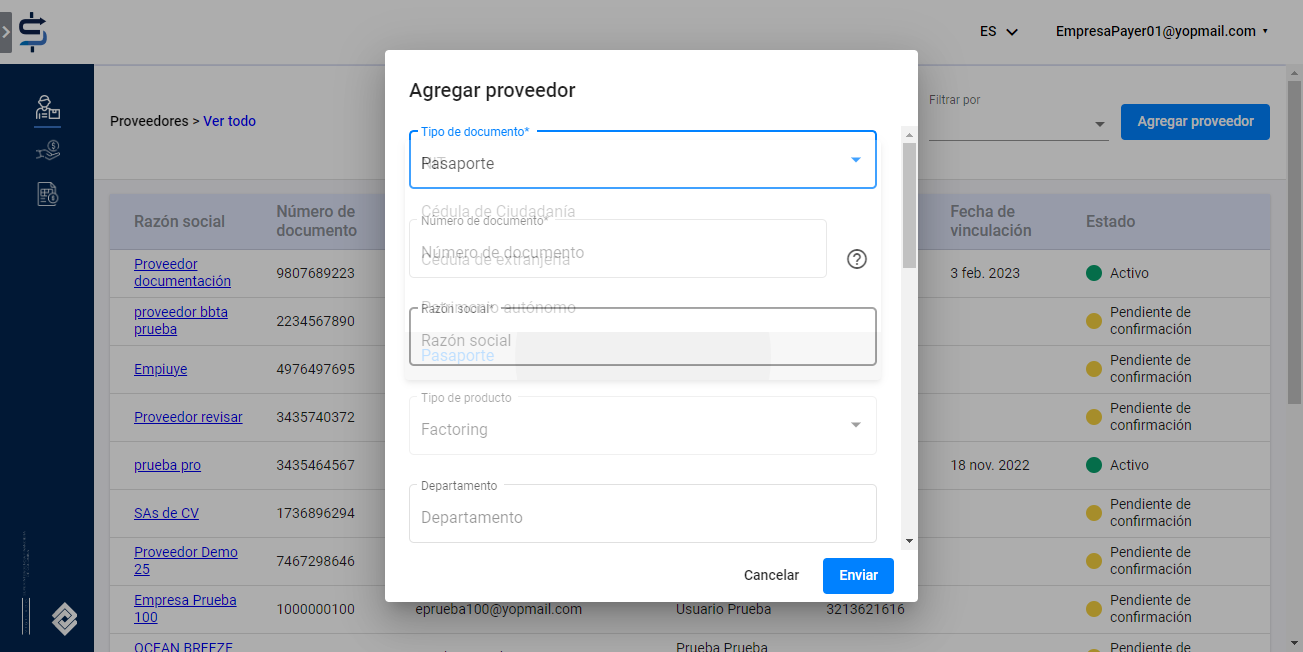 ES
EmpresaPayer01@yopmail.com
Proveedores > Ver todo
Filtrar por
Agregar proveedor
Razón social
Número de documento
Fecha de vinculación
Estado
Proveedor documentación
9807689223
3 feb. 2023
Activo
proveedor bbta prueba
2234567890
Pendiente de confirmación
Empiuye
4976497695
Pendiente de confirmación
Proveedor revisar
3435740372
Pendiente de confirmación
prueba pro
3435464567
18 nov. 2022
Activo
SAs de CV
1736896294
Pendiente de confirmación
Proveedor Demo 25
7467298646
Pendiente de confirmación
Empresa Prueba 100
1000000100
eprueba100@yopmail.com
Usuario Prueba
3213621616
Pendiente de confirmación
OCEAN BREEZE
Prueba Prueba
Pendiente de
Agregar proveedor
Tipo de documento*
Pasaporte
NIT
Cédula de Ciudadanía
Número de documento*
Número de documento
Cédula de extranjería
Patrimonio autónomo
Razón social*
Razón social
Pasaporte
Tipo de producto
Factoring
Departamento
Departamento
Cancelar
Enviar